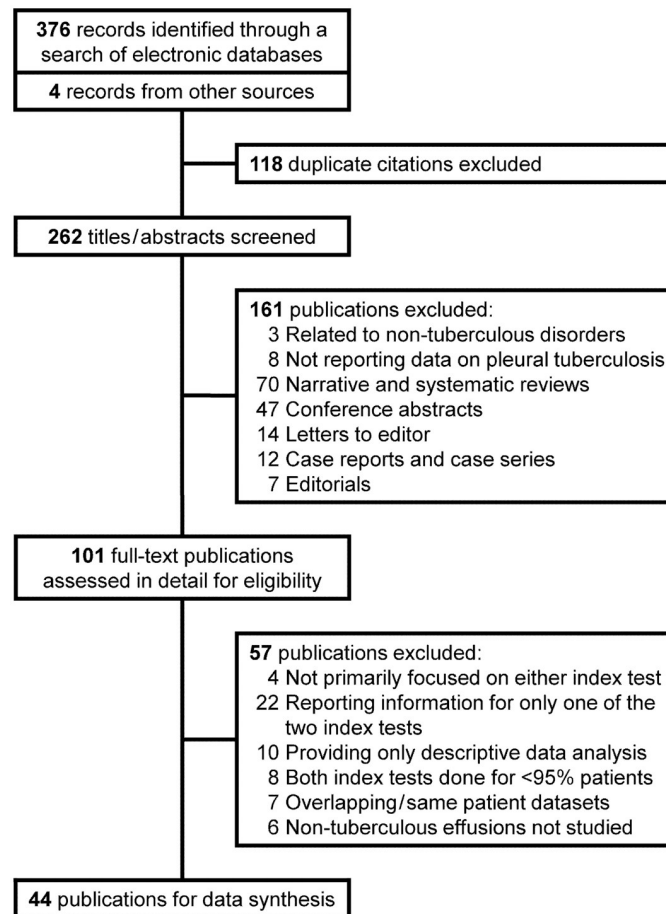 376 records identified through a
search of electronic databases
4 records from other sources
118 duplicate citations excluded
262 titles/abstracts screened
161 publications excluded:
3 Related to non-tuberculous disorders
8 Not reporting data on pleural tuberculosis
70 Narrative and systematic reviews
47 Conference abstracts
14 Letters to editor
12 Case reports and case series
7 Editorials
101 full-text publications
assessed in detail for eligibility
57 publications excluded:
4 Not primarily focused on either index test
22 Reporting information for only one of the
two index tests
10 Providing only descriptive data analysis
8 Both index tests done for <95% patients
7 Overlapping/same patient datasets
6 Non-tuberculous effusions not studied
44 publications for data synthesis